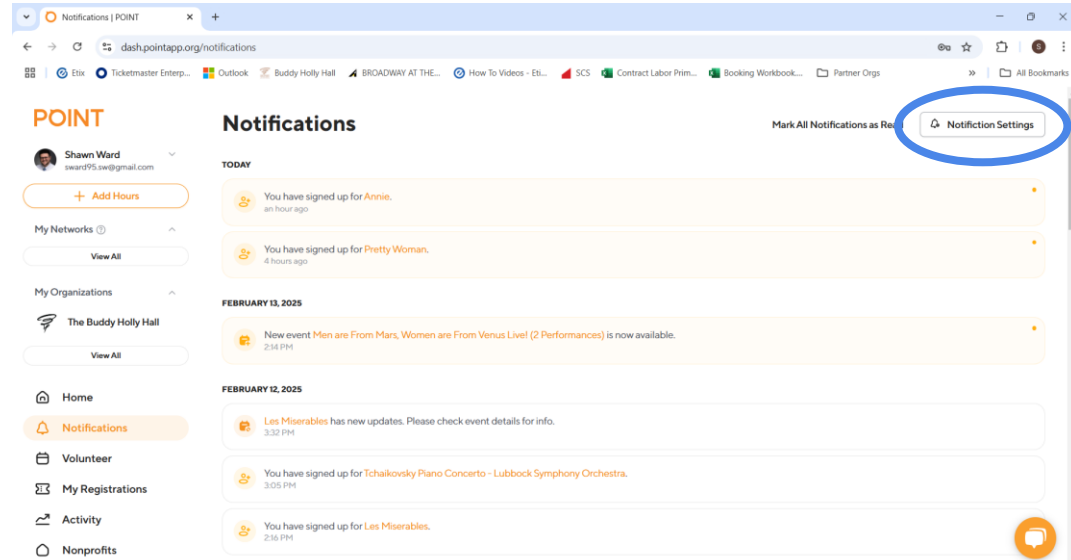 Notifications | POINT
dash.pointapp.org/notifications
Etix
Ticketmaster Enterp...
Outlook
Buddy Holly Hall
BROADWAY AT THE...
How To Videos - Eti...
SCS
Contract Labor Prim...
Booking Workbook...
Partner Orgs
»
All Bookmarks
S
POINT
Shawn Ward
sward95.sw@gmail.com
+ Add Hours
My Networks
View All
My Organizations
The Buddy Holly Hall
View All
Home
Notifications
Volunteer
My Registrations
Activity
Nonprofits
Notifications
Mark All Notifications as Read
Notifiction Settings
TODAY
You have signed up for Annie.
an hour ago
You have signed up for Pretty Woman.
4 hours ago
FEBRUARY 13, 2025
New event Men are From Mars, Women are From Venus Live! (2 Performances) is now available.
2:14 PM
FEBRUARY 12, 2025
Les Miserables has new updates. Please check event details for info.
3:32 PM
You have signed up for Tchaikovsky Piano Concerto - Lubbock Symphony Orchestra.
3:05 PM
You have signed up for Les Miserables.
2:16 PM